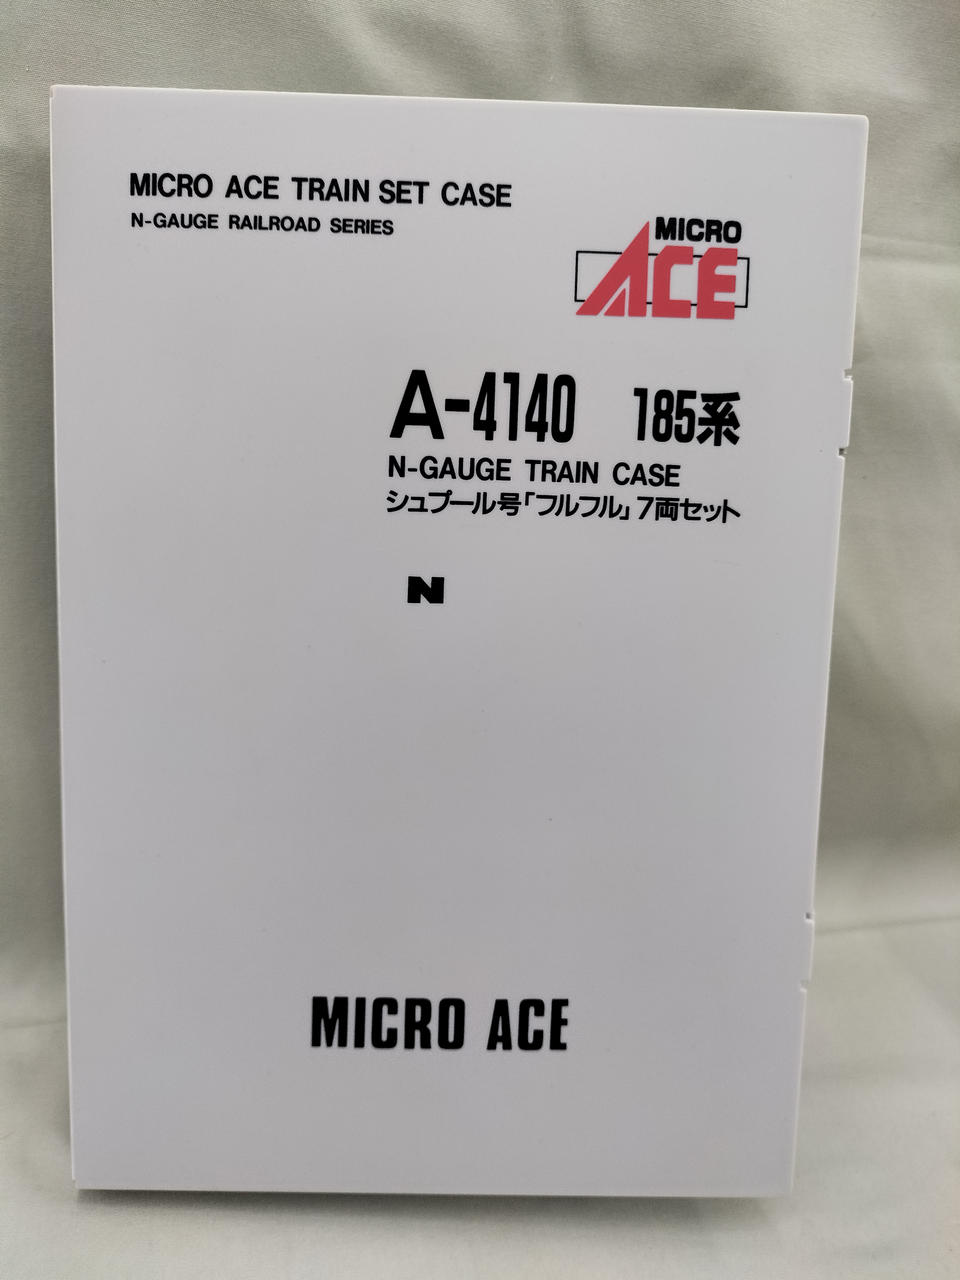 MICRO ACE TRAIN SET CASE
N-GAUGE RAILROAD SERIES
MICRO
ACE
A-4140 185系
N-GAUGE TRAIN CASE
シュプール号「フルフル」7両セット
N
MICRO ACE